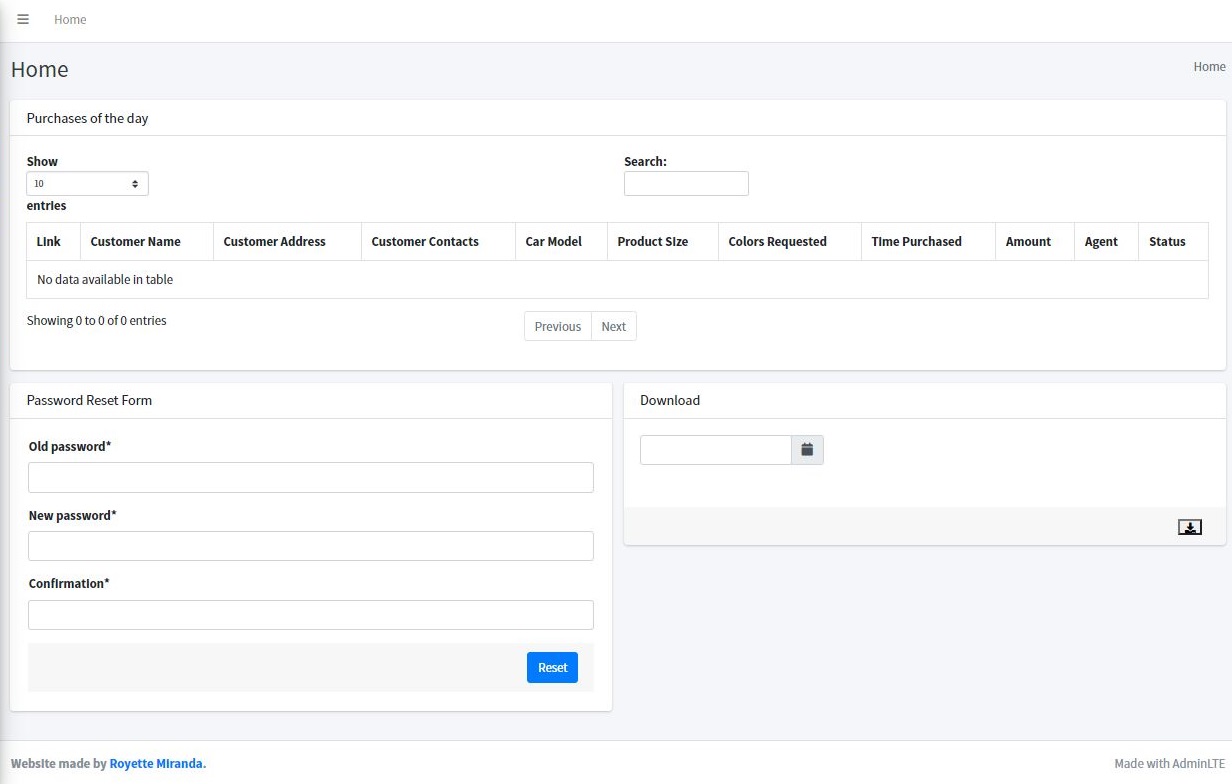 Home
Home
Home
Purchases of the day
Show
Search:
10
entries
Link Customer Name Customer Address Customer Contacts Car Model Product Size Colors Requested Time Purchased Amount Agent Status
No data available in table
Showing 0 to 0 of 0 entries
Previous Next
Password Reset Form
Download
Old password*
New password*
Confirmation*
Reset
Website made by Royette Miranda.
Made with AdminLTE